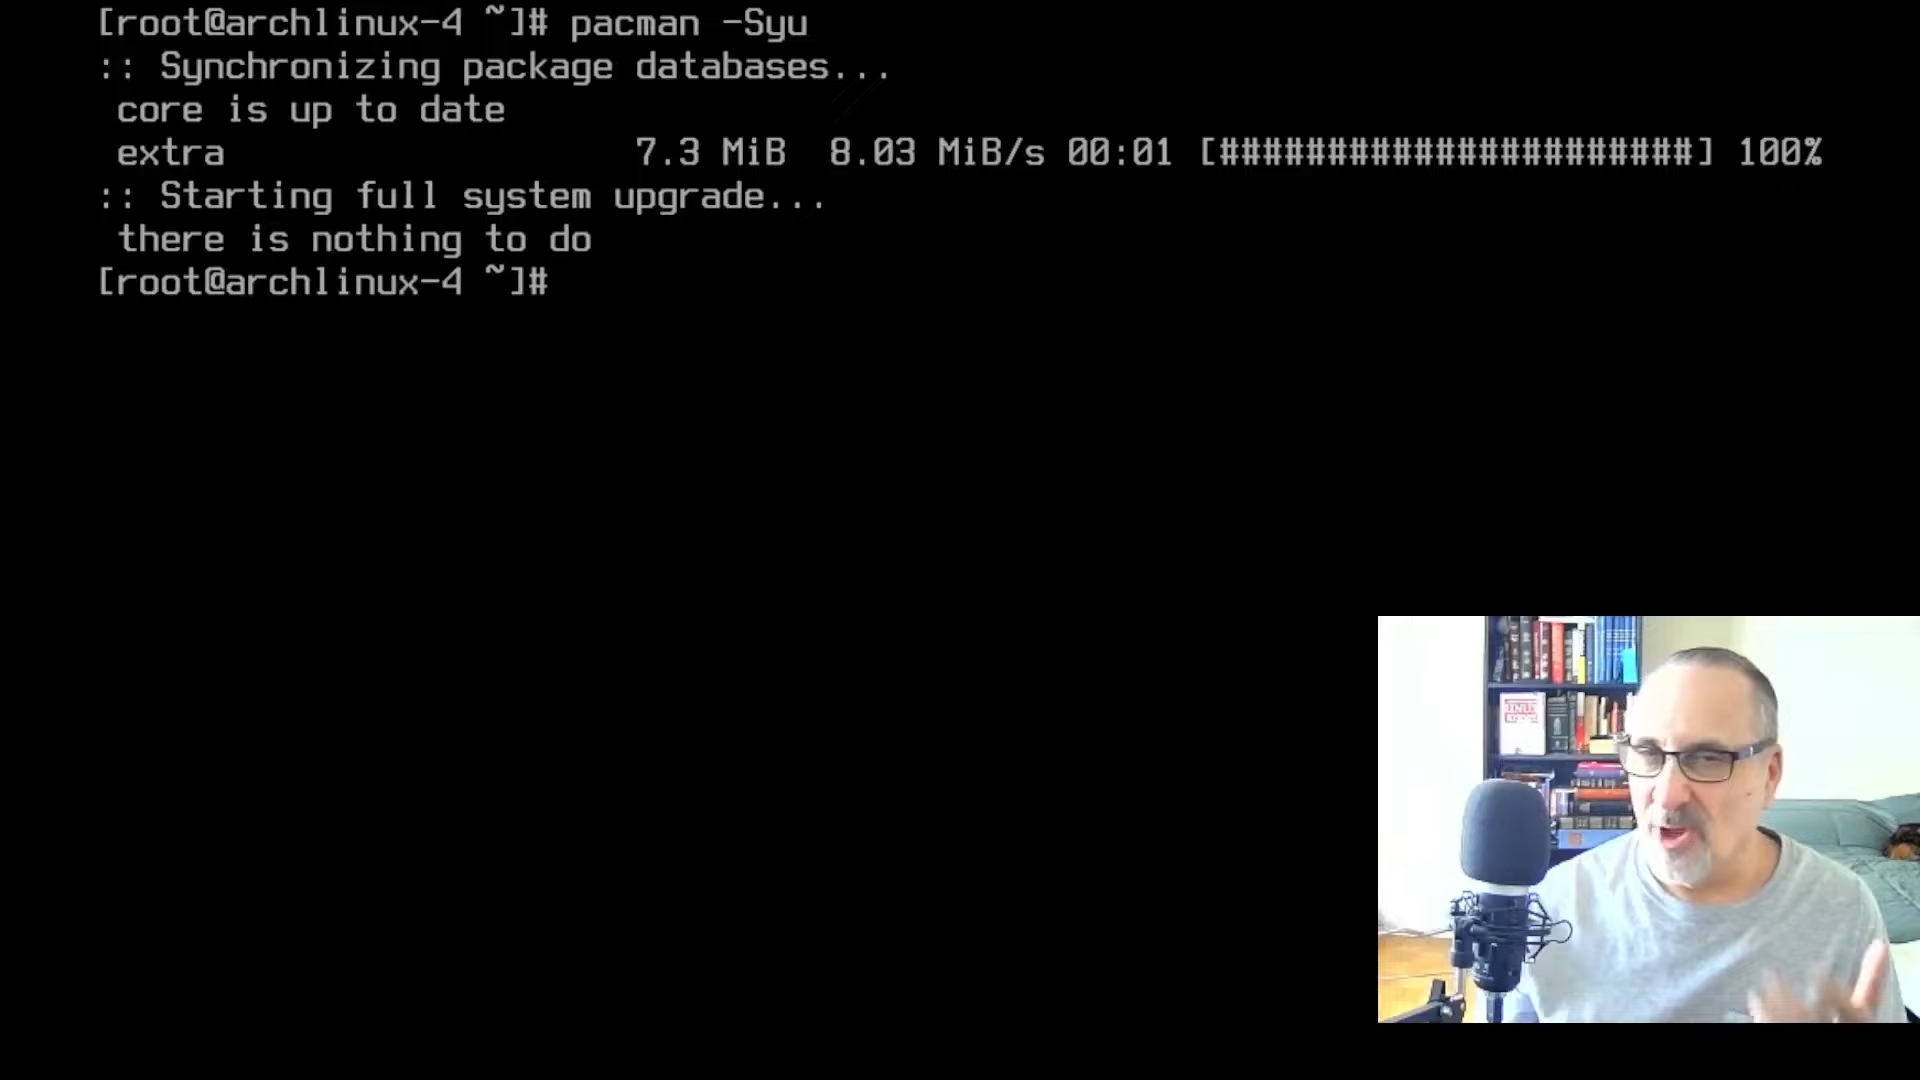 [root@archlinux-4 ~]# pacman -Syu
:: Synchronizing package databases...
core is up to date
extra 7.3 MiB 8.03 MiB/s 00:01 [######################] 100%
:: Starting full system upgrade...
there is nothing to do
[root@archlinux-4 ~]#